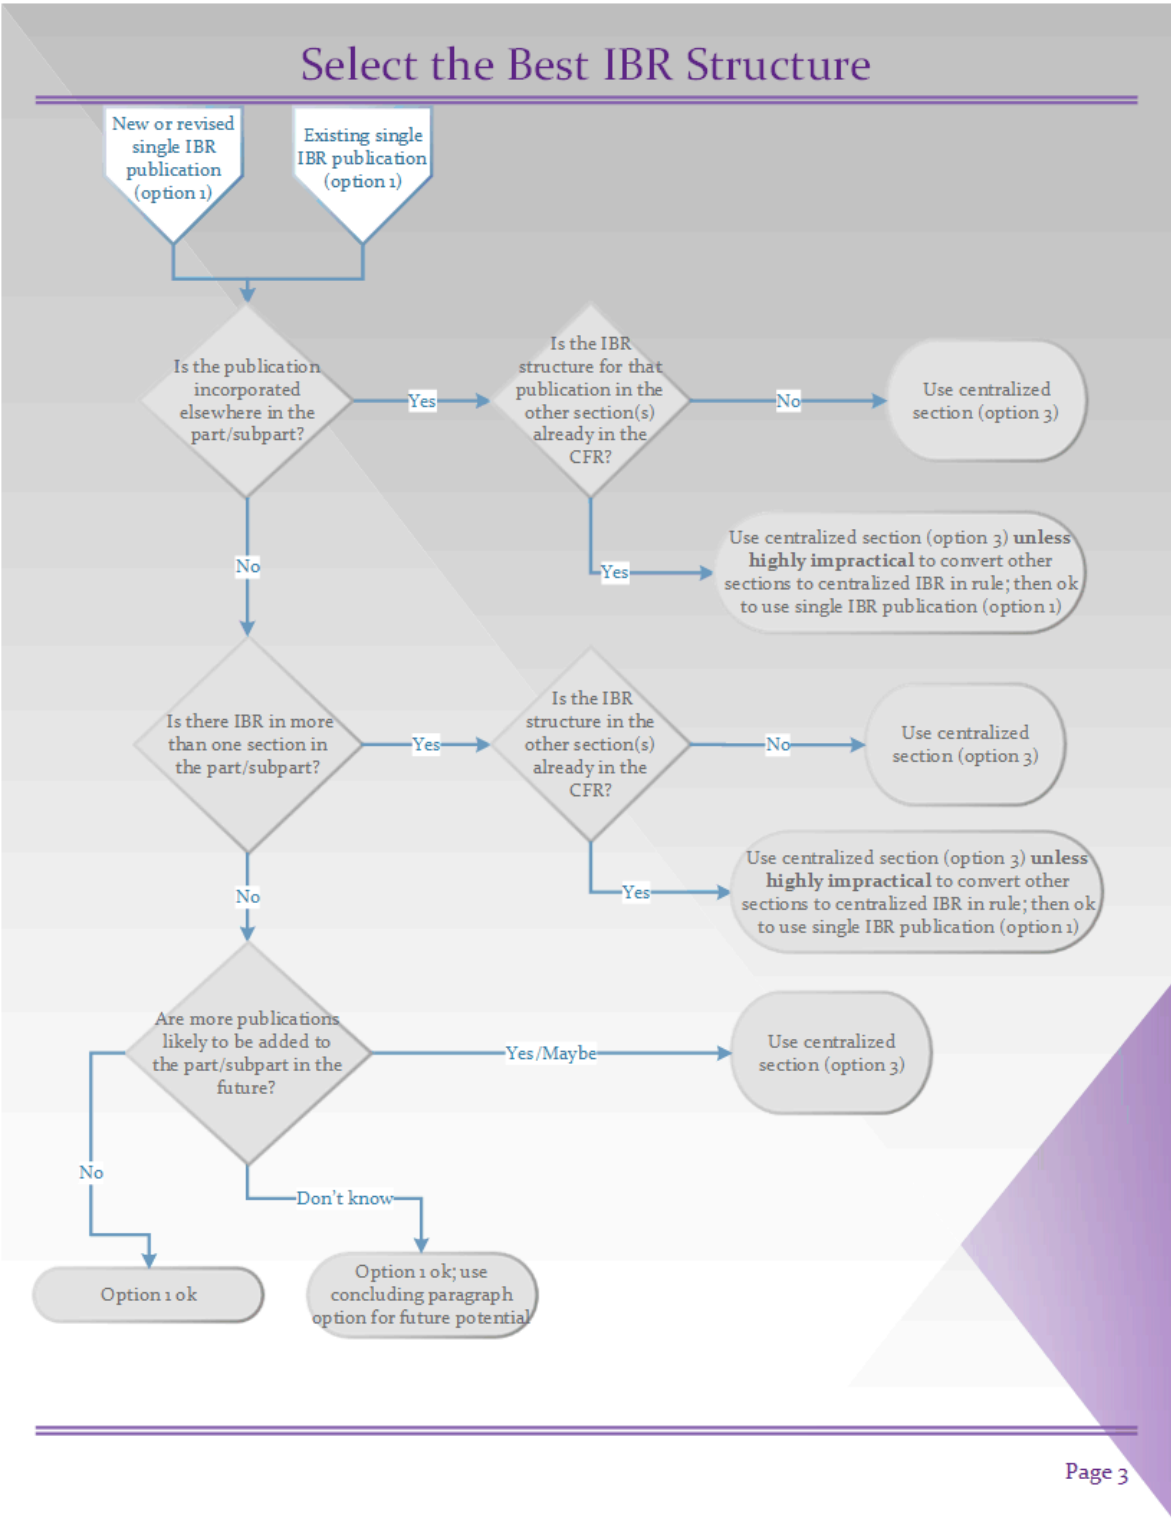 Select the Best IBR Structure
New or revised
single IBR
publication
(option 1)
Existing single
IBR publication
(option 1)
Is the publication
incorporated
elsewhere in the
part/subpart?
Yes
Is the IBR
structure for that
publication in the
other section(s)
already in the
CFR?
No
Use centralized
section (option 3)
No
Yes
Use centralized section (option 3) unless
highly impractical to convert other
sections to centralized IBR in rule; then ok
to use single IBR publication (option 1)
Is there IBR in more
than one section in
the part/subpart?
Yes
Is the IBR
structure in the
other section(s)
already in the
CFR?
No
Use centralized
section (option 3)
No
Yes
Use centralized section (option 3) unless
highly impractical to convert other
sections to centralized IBR in rule; then ok
to use single IBR publication (option 1)
Are more publications
likely to be added to
the part/subpart in the
future?
Yes/Maybe
Use centralized
section (option 3)
No
Don't know
Option 1 ok
Option 1 ok; use
concluding paragraph
option for future potential
Page 3